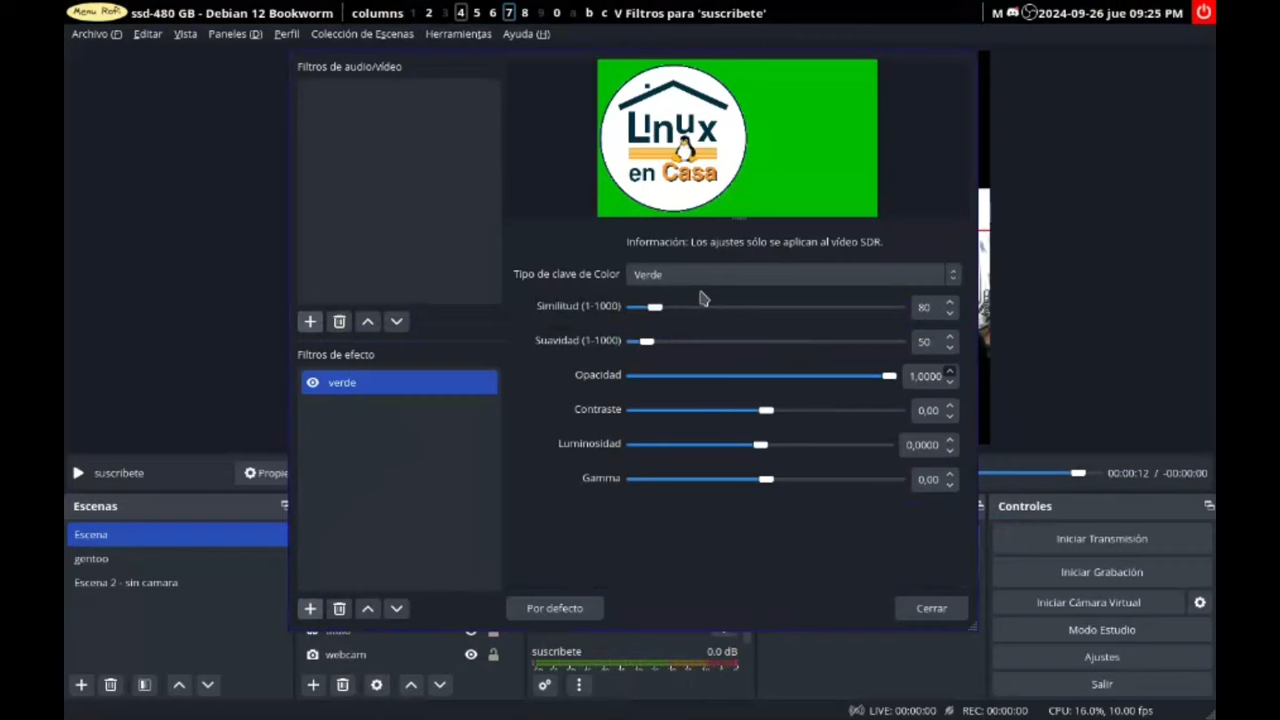 Menu Rofi ssd-480 GB - Debian 12 Bookworm columns 1 2 3 4 5 6 7 8 9 0 a b c V Filtros para 'suscribete' M 2024-09-26 jue 09:25 PM
Archivo (F) Editar Vista Paneles (D) Perfil Colección de Escenas Herramientas Ayuda (H)
Filtros de audio/vídeo
Linux
en Casa
Información: Los ajustes sólo se aplican al vídeo SDR.
Tipo de clave de Color Verde
Similitud (1-1000) 80
Suavidad (1-1000) 50
Opacidad 1,0000
Contraste 0,00
Luminosidad 0,0000
Gamma 0,00
Filtros de efecto
verde
Por defecto Cerrar
suscribete Propie 00:00:12 / -00:00:00
Escenas
Escena
gentoo
Escena 2 - sin camara
webcam
suscribete 0.0 dB
Controles
Iniciar Transmisión
Iniciar Grabación
Iniciar Cámara Virtual
Modo Estudio
Ajustes
Salir
LIVE: 00:00:00 REC: 00:00:00 CPU: 16.0%, 10.00 fps